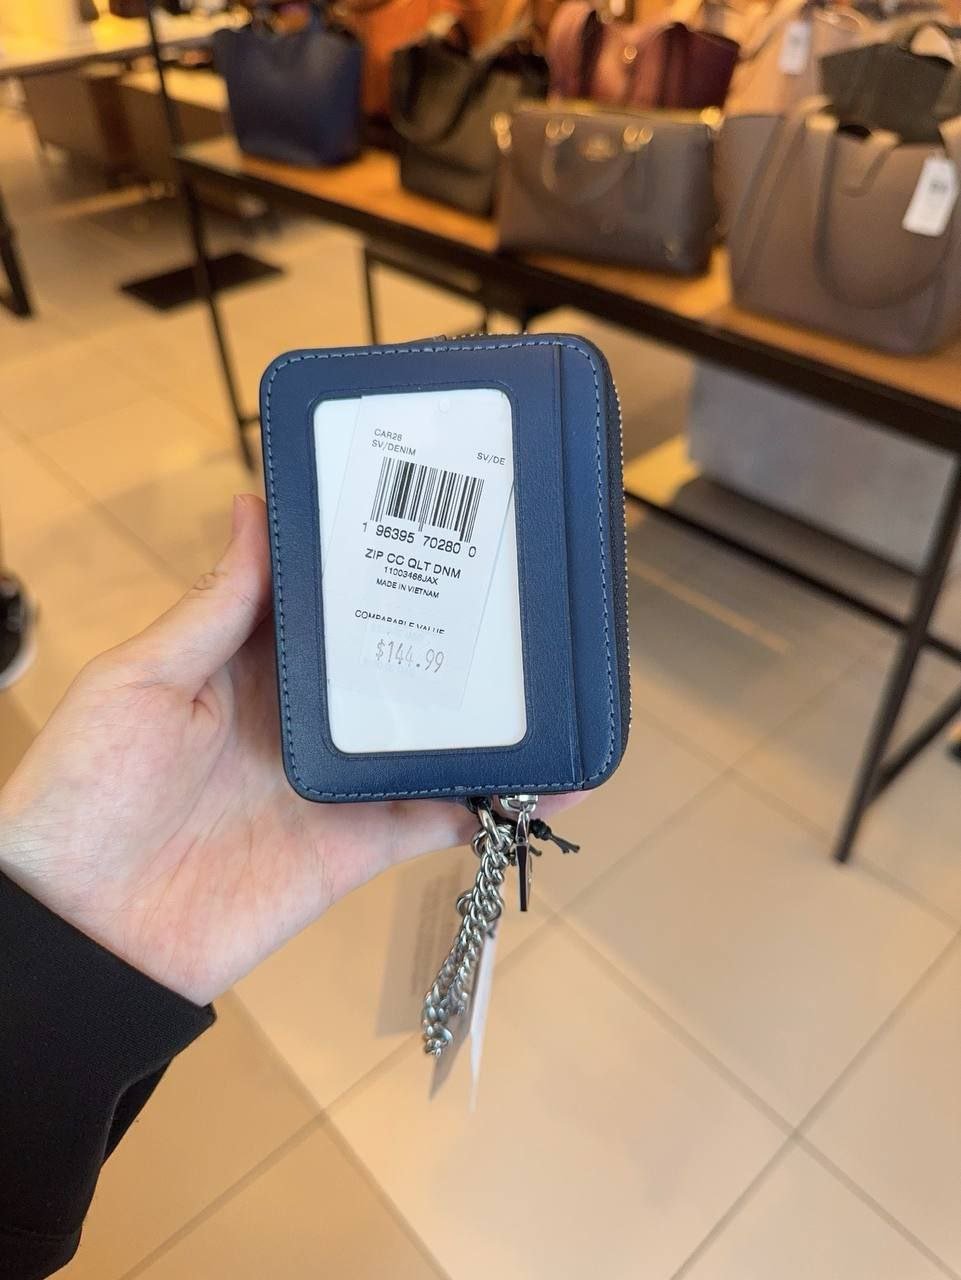 CAR26
SV/DENIM
SV/DE
1 96395 70280 0
ZIP CC QLT DNM
11003466JAX
MADE IN VIETNAM
COMPARABLE VALUE
$144.99